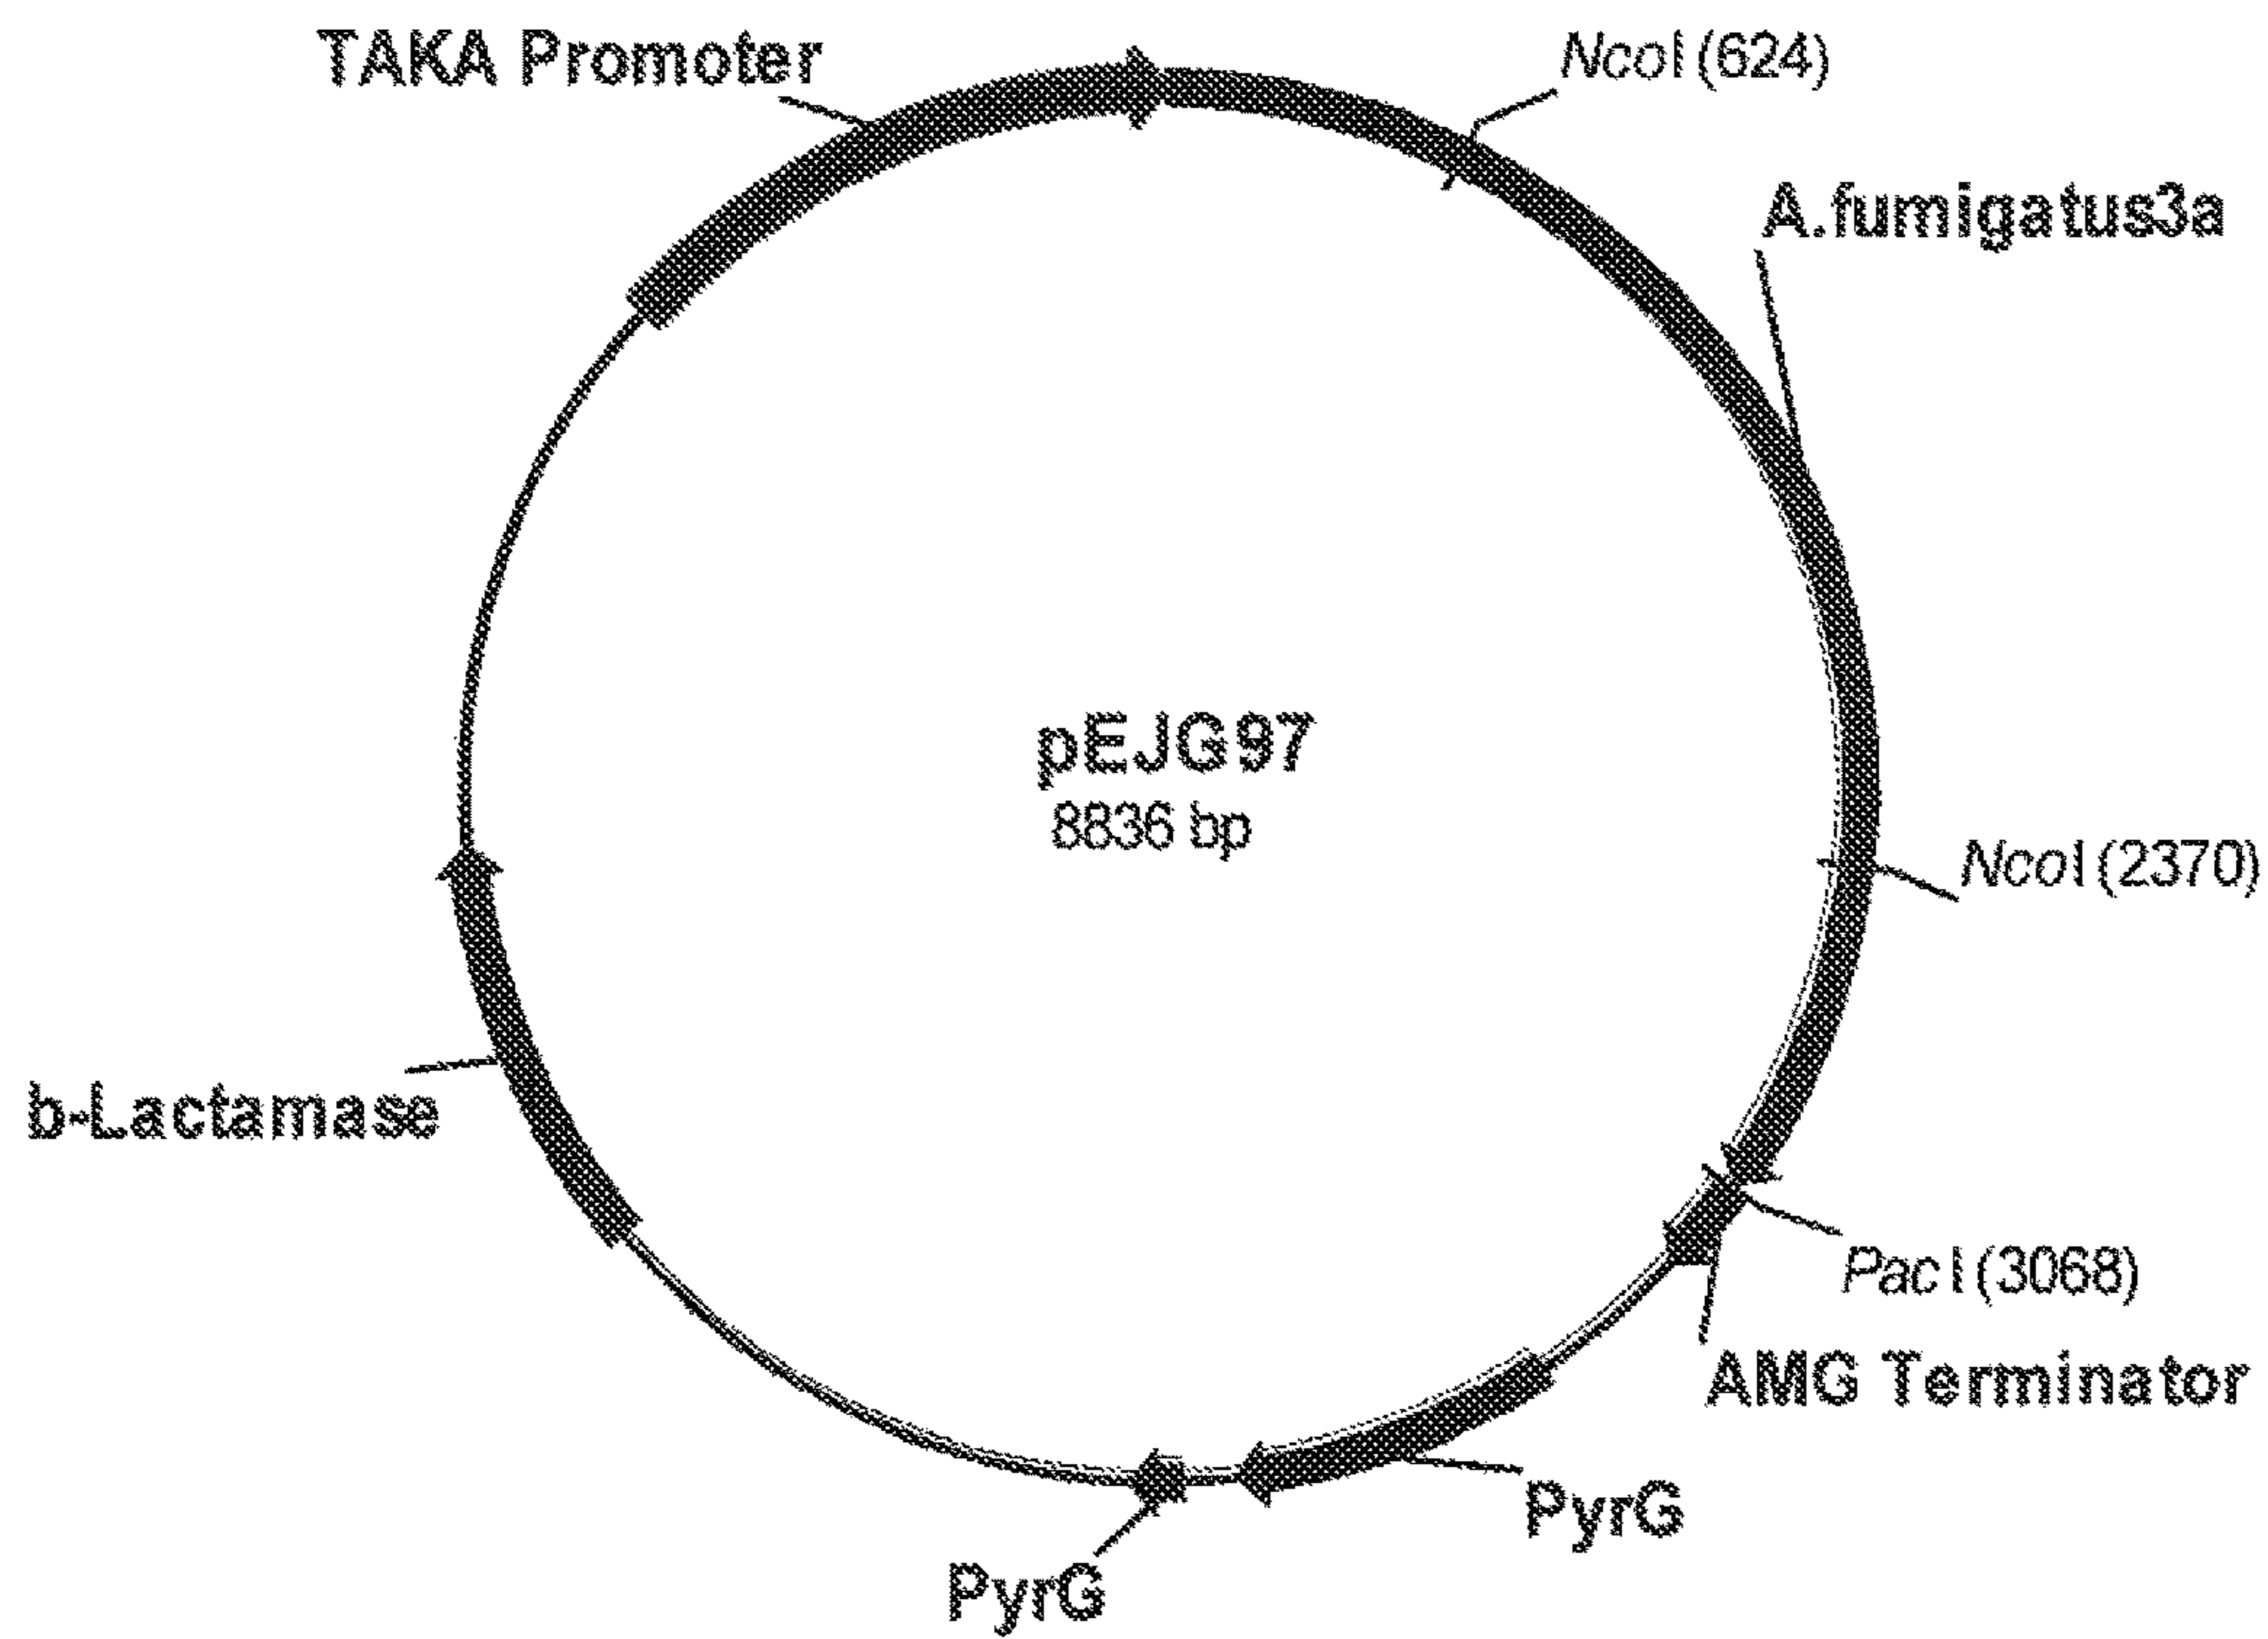 TAKA Promoter
NcoI (624)
A.fumigatus3a
pEJG97
8836 bp
NcoI (2370)
b-Lactamase
PacI (3068)
AMG Terminator
PyrG
PyrG